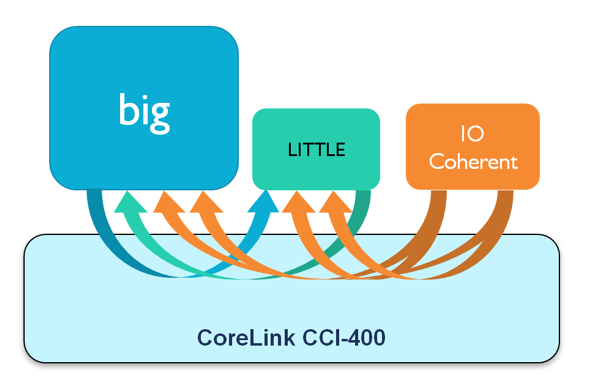 big
LITTLE
IO
Coherent
CoreLink CCI-400